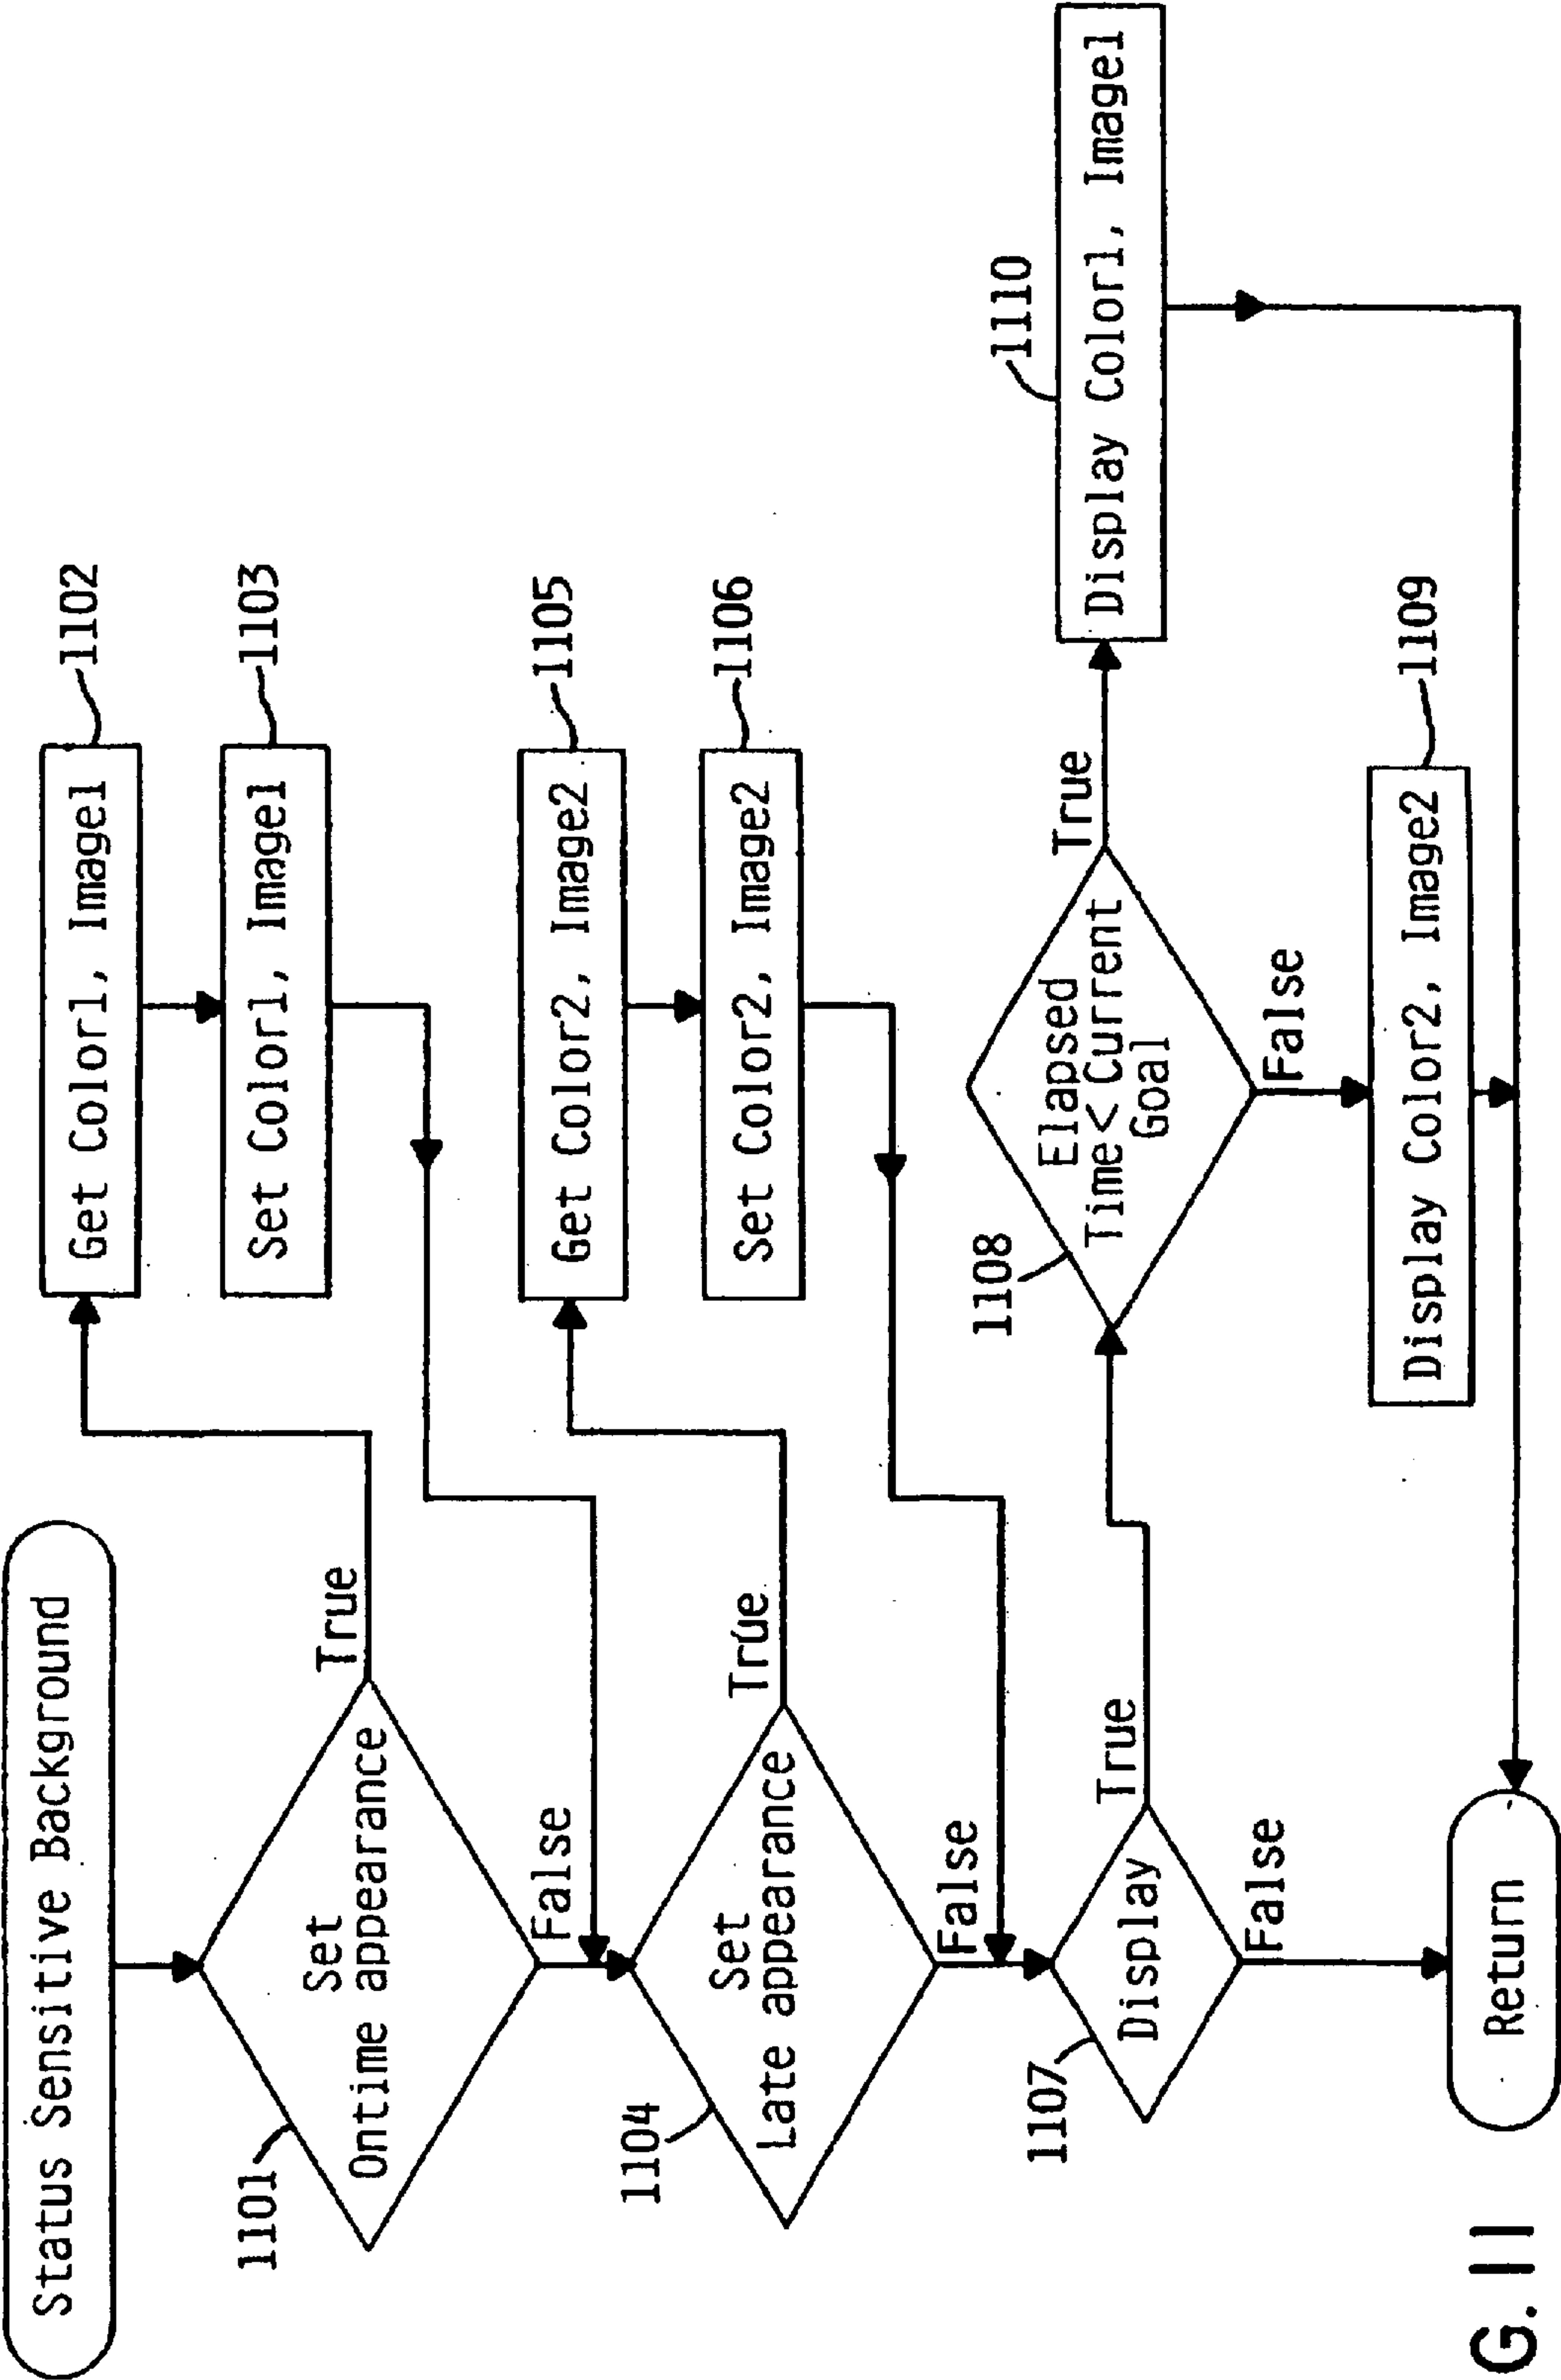 Status Sensitive Background
1101
Set
Ontime appearance
True
False
Get Color1, Image1
1102
Set Color1, Image1
1103
1104
Set
Late appearance
True
False
Get Color2, Image2
1105
Set Color2, Image2
1106
1107
Display
True
False
1108
Elapsed
Time<Current
Goal
True
False
Display Color1, Image1
1110
Display Color2, Image2
1109
Return
G. 11